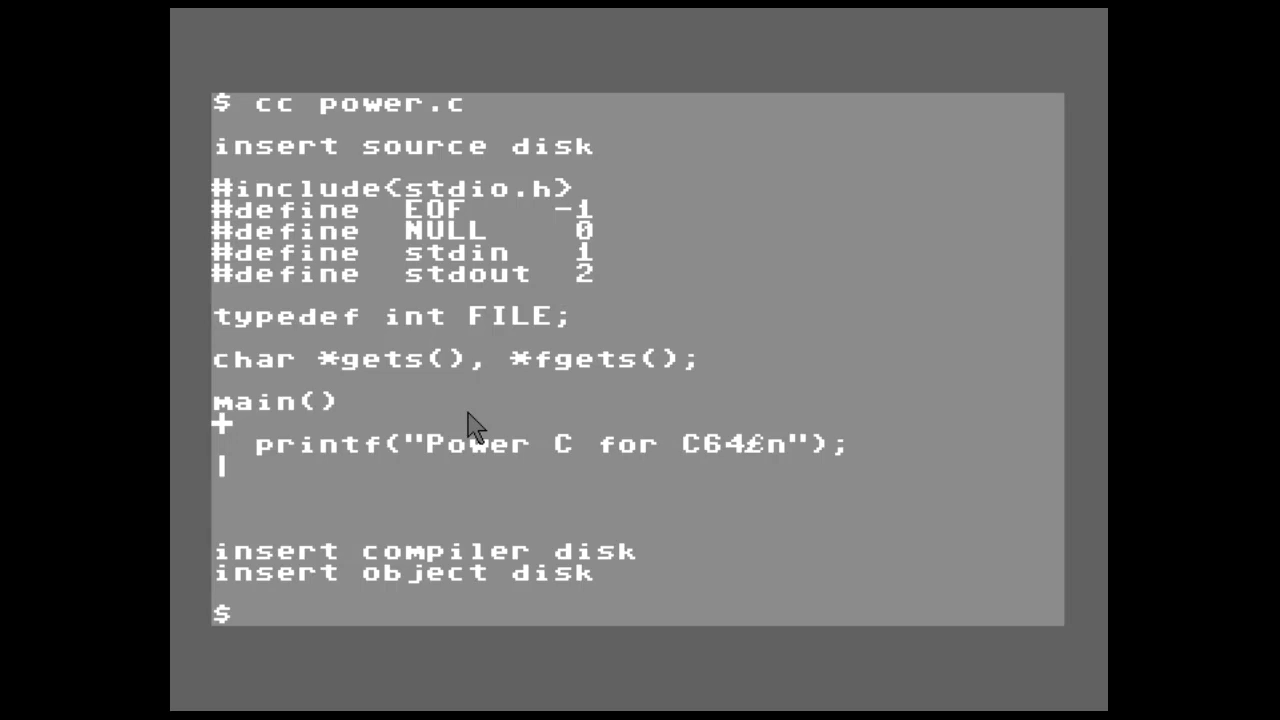 $ cc power.c
insert source disk
#include<stdio.h>
#define  EOF    -1
#define  NULL    0
#define  stdin   1
#define  stdout  2
typedef int FILE;
char *gets(), *fgets();
main()
+
  printf("Power C for C64£n");
|
insert compiler disk
insert object disk
$